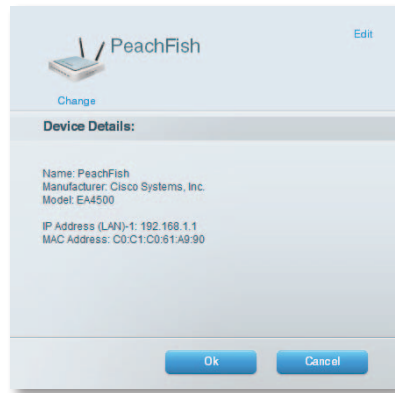 PeachFish
Edit
Change
Device Details:
Name: PeachFish
Manufacturer: Cisco Systems, Inc.
Model: EA4500
IP Address (LAN)-1: 192.168.1.1
MAC Address: C0:C1:C0:61:A9:90
Ok
Cancel